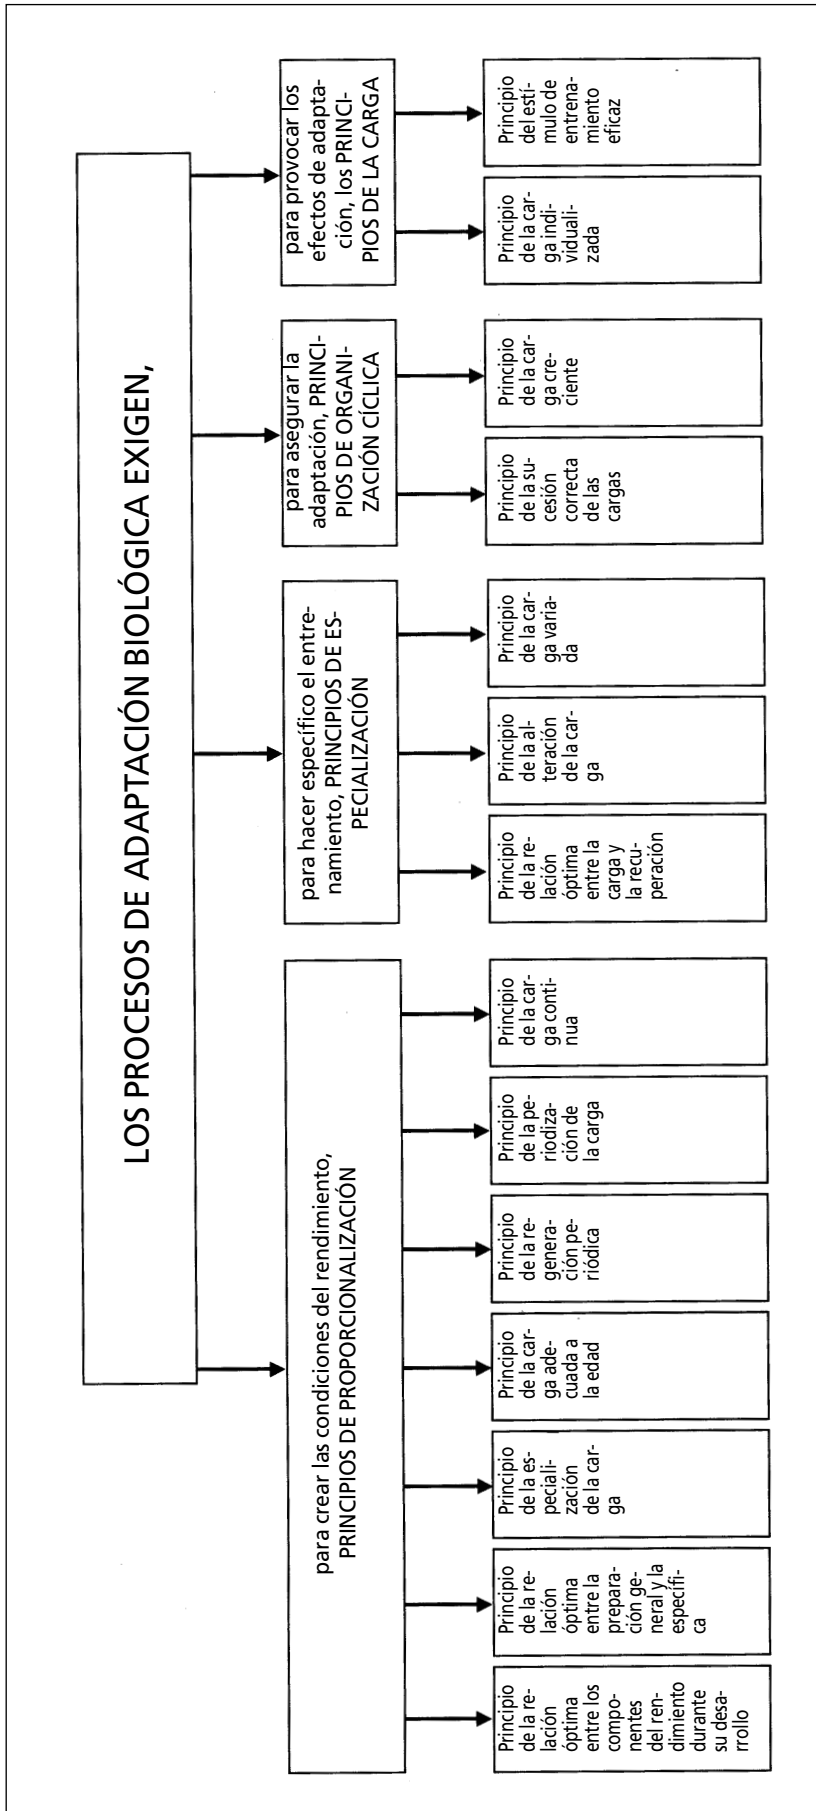 LOS PROCESOS DE ADAPTACIÓN BIOLÓGICA EXIGEN,
para crear las condiciones del rendimiento,
PRINCIPIOS DE PROPORCIONALIZACIÓN
para hacer específico el entre-
namiento, PRINCIPIOS DE ES-
PECIALIZACIÓN
para asegurar la
adaptación, PRINCI-
PIOS DE ORGANI-
ZACIÓN CÍCLICA
para provocar los
efectos de adapta-
ción, los PRINCI-
PIOS DE LA CARGA
Principio
de la re-
lación
óptima
entre los
compo-
nentes
del ren-
dimiento
durante
su desa-
rrollo
Principio
de la re-
lación
óptima
entre la
prepara-
ción ge-
neral y la
específi-
ca
Principio
de la es-
peciali-
zación
de la car-
ga
Principio
de la car-
ga ade-
cuada a
la edad
Principio
de la re-
genera-
ción pe-
riódica
Principio
de la pe-
riodiza-
ción de
la carga
Principio
de la car-
ga conti-
nua
Principio
de la re-
lación
óptima
entre la
carga y
la recu-
peración
Principio
de la al-
teración
de la car-
ga
Principio
de la car-
ga varia-
da
Principio
de la su-
cesión
correcta
de las
cargas
Principio
de la car-
ga cre-
ciente
Principio
de la car-
ga indi-
viduali-
zada
Principio
del estí-
mulo de
entrena-
miento
eficaz